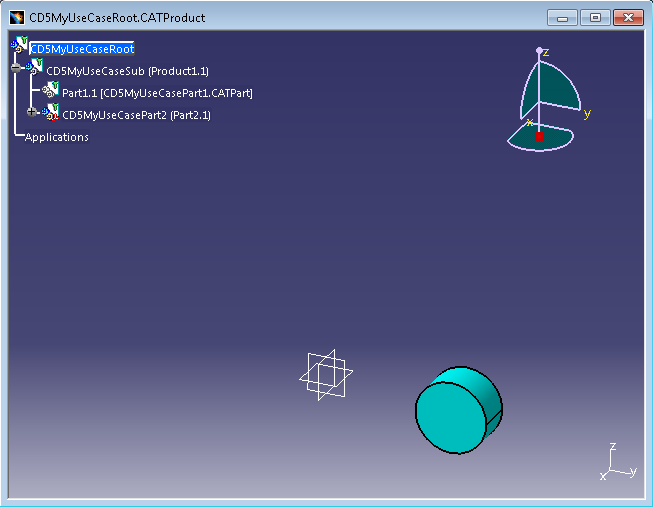 CD5MyUseCaseRoot.CATProduct
CD5MyUseCaseRoot
CD5MyUseCaseSub (Product1.1)
Part1.1 [CD5MyUseCasePart1.CATPart]
CD5MyUseCasePart2 (Part2.1)
Applications
z
y
x
z
y
x